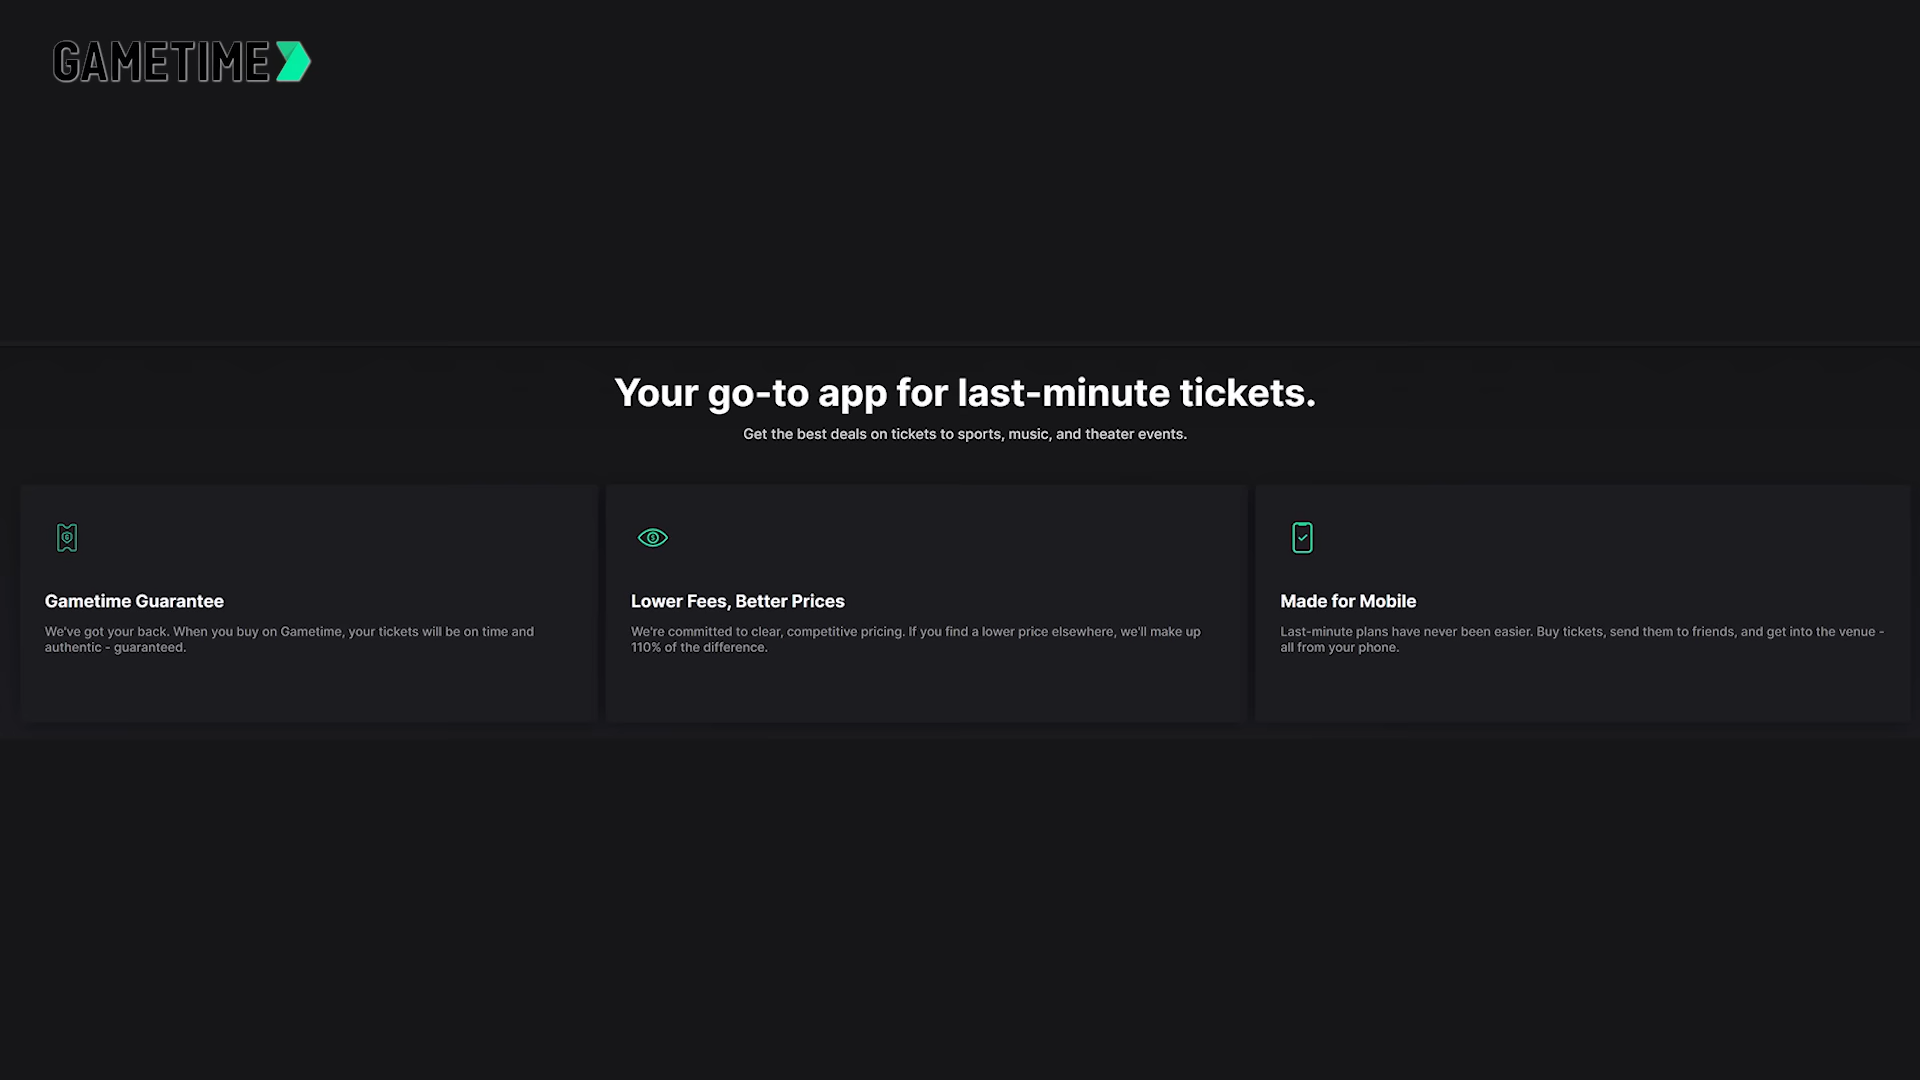 GAMETIME
Your go-to app for last-minute tickets.
Get the best deals on tickets to sports, music, and theater events.
Gametime Guarantee
We've got your back. When you buy on Gametime, your tickets will be on time and
authentic - guaranteed.
Lower Fees, Better Prices
We're committed to clear, competitive pricing. If you find a lower price elsewhere, we'll make up
110% of the difference.
Made for Mobile
Last-minute plans have never been easier. Buy tickets, send them to friends, and get into the venue -
all from your phone.